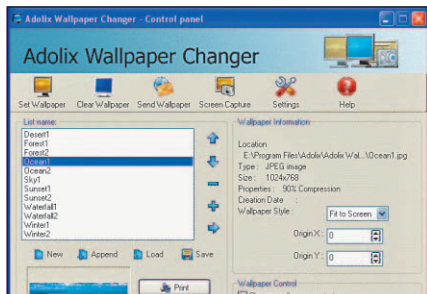 Adolix Wallpaper Changer - Control panel
Adolix Wallpaper Changer
Set Wallpaper Clear Wallpaper Send Wallpaper Screen Capture Settings Help
List name:
Desert1
Forest1
Forest2
Ocean1
Ocean2
Sky1
Sunset1
Sunset2
Waterfall1
Waterfall2
Winter1
Winter2
New Append Load Save
Print
Wallpaper Information
Location
E:\Program Files\Adolix\Adolix Wal...\Ocean1.jpg
Type : JPEG image
Size : 1024x768
Properties : 90% Compression
Creation Date :
Wallpaper Style : Fit to Screen
Origin X : 0
Origin Y : 0
Wallpaper Control